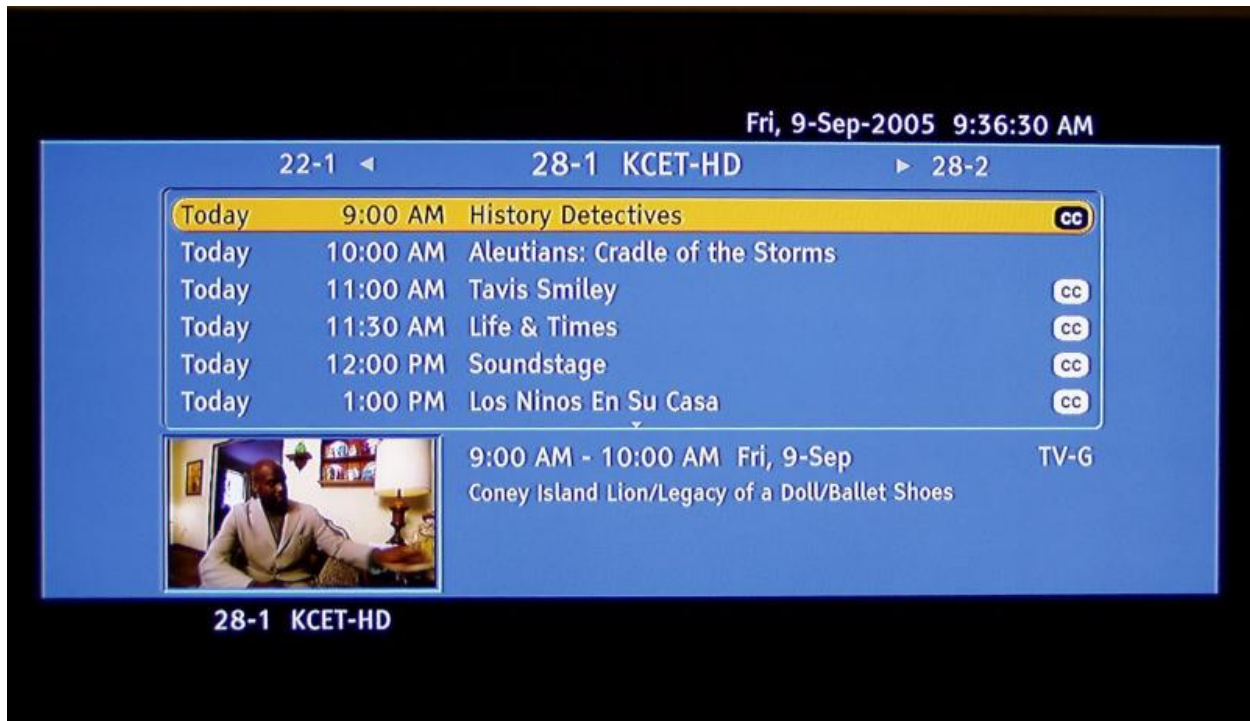 Fri, 9-Sep-2005 9:36:30 AM
22-1 ◄ 28-1 KCET-HD ► 28-2
Today 9:00 AM History Detectives CC
Today 10:00 AM Aleutians: Cradle of the Storms
Today 11:00 AM Tavis Smiley CC
Today 11:30 AM Life & Times CC
Today 12:00 PM Soundstage CC
Today 1:00 PM Los Ninos En Su Casa CC
9:00 AM - 10:00 AM Fri, 9-Sep TV-G
Coney Island Lion/Legacy of a Doll/Ballet Shoes
28-1 KCET-HD